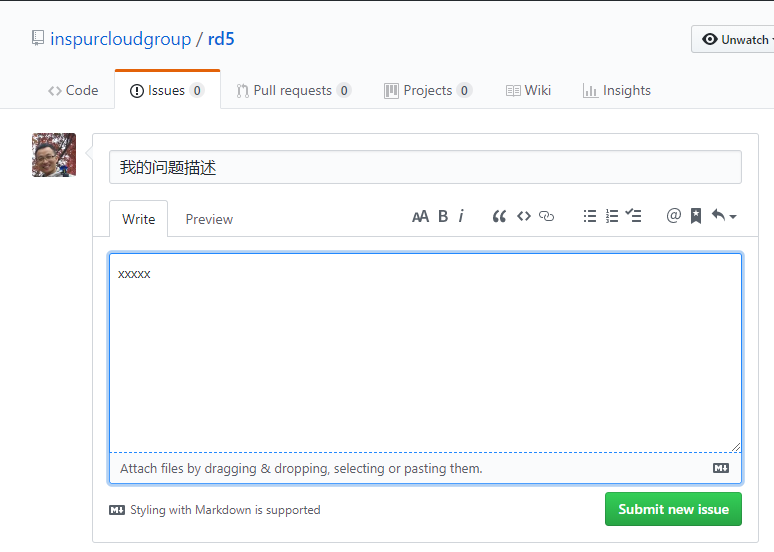 inspurcloudgroup / rd5
Unwatch
Code Issues 0 Pull requests 0 Projects 0 Wiki Insights
我的问题描述
Write Preview AA B i @
xxxxx
Attach files by dragging & dropping, selecting or pasting them.
Styling with Markdown is supported
Submit new issue